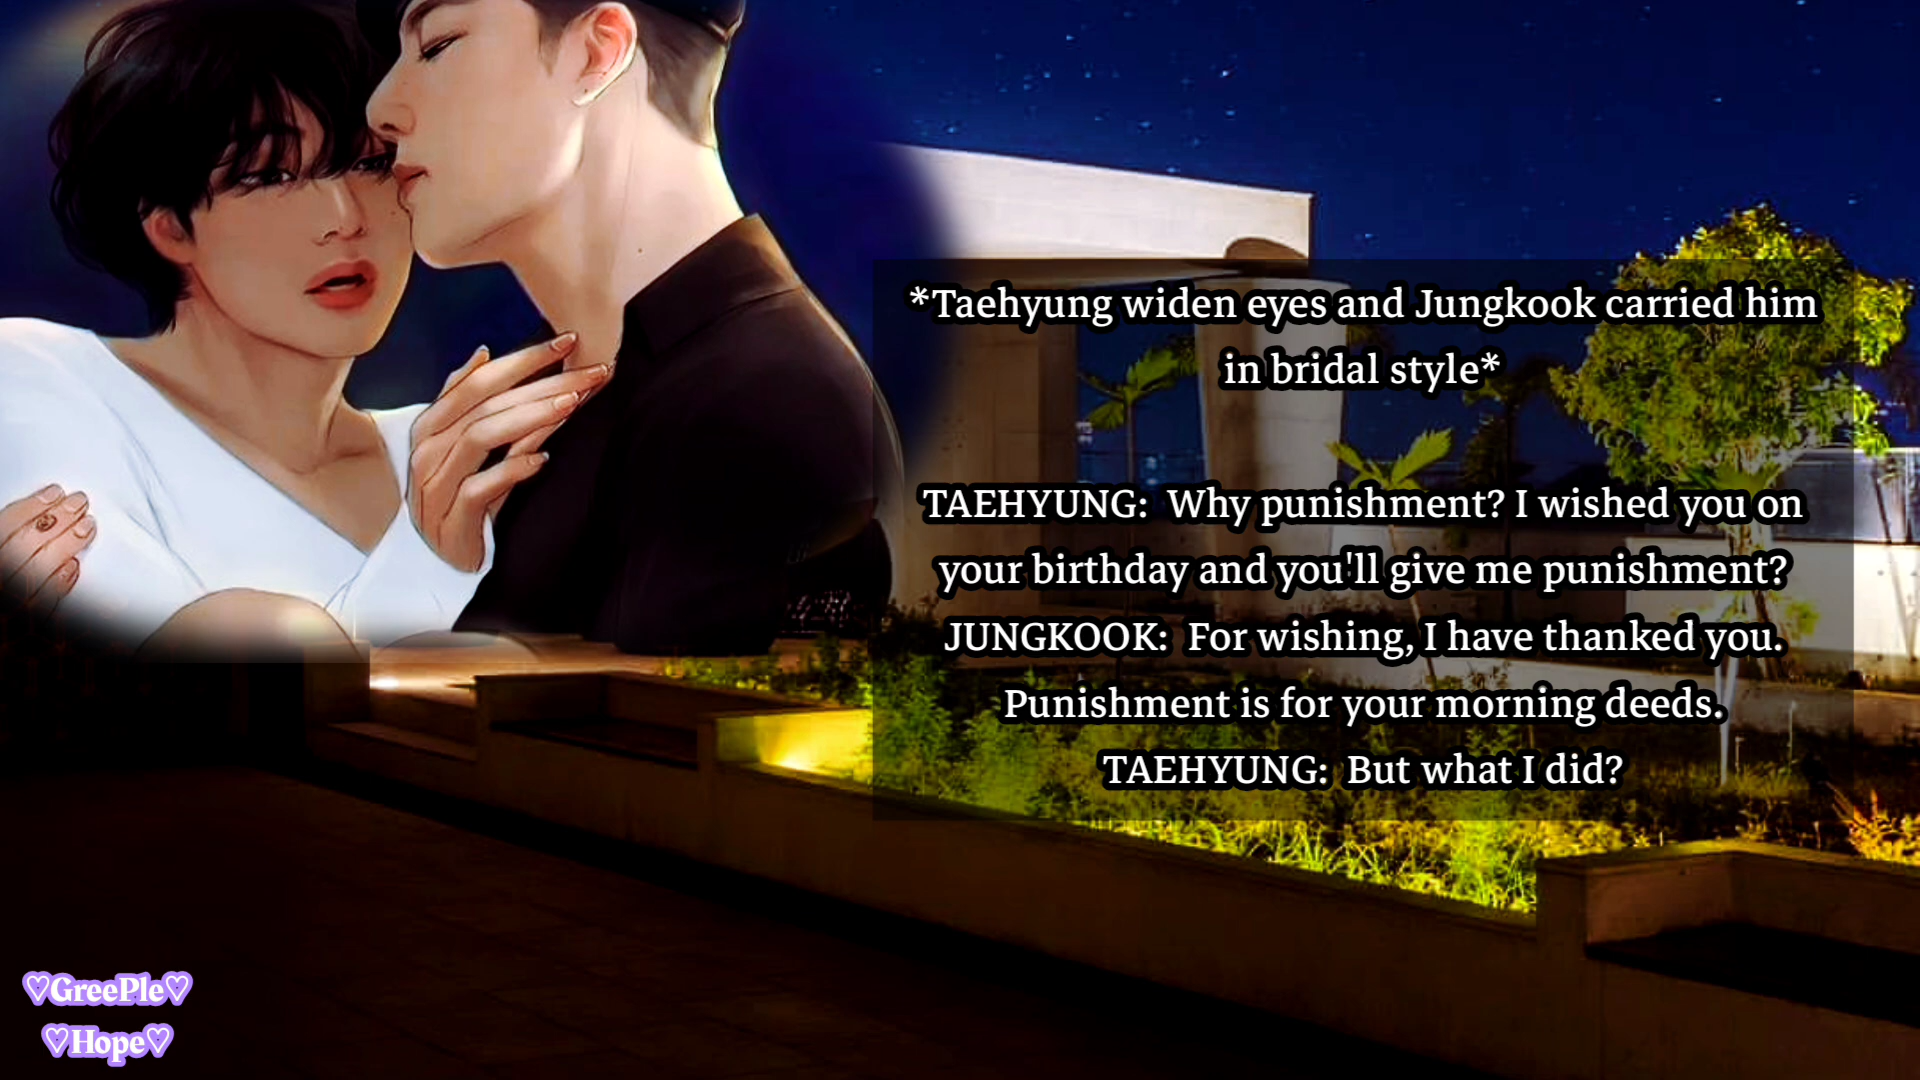 *Taehyung widen eyes and Jungkook carried him
in bridal style*
TAEHYUNG: Why punishment? I wished you on
your birthday and you'll give me punishment?
JUNGKOOK: For wishing, I have thanked you.
Punishment is for your morning deeds.
TAEHYUNG: But what I did?
♡GreePle♡
♡Hope♡